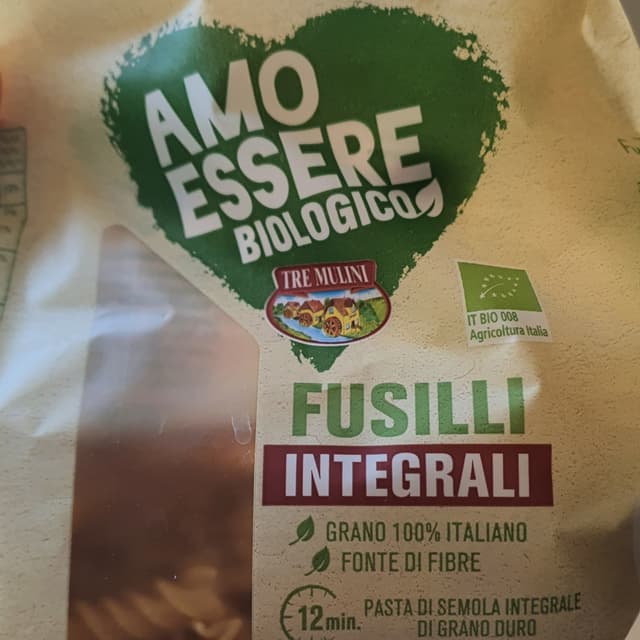 AMO
ESSERE
BIOLOGICO
TRE MULINI
IT BIO 008
Agricoltura Italia
FUSILLI
INTEGRALI
GRANO 100% ITALIANO
FONTE DI FIBRE
12 min.
PASTA DI SEMOLA INTEGRALE
DI GRANO DURO